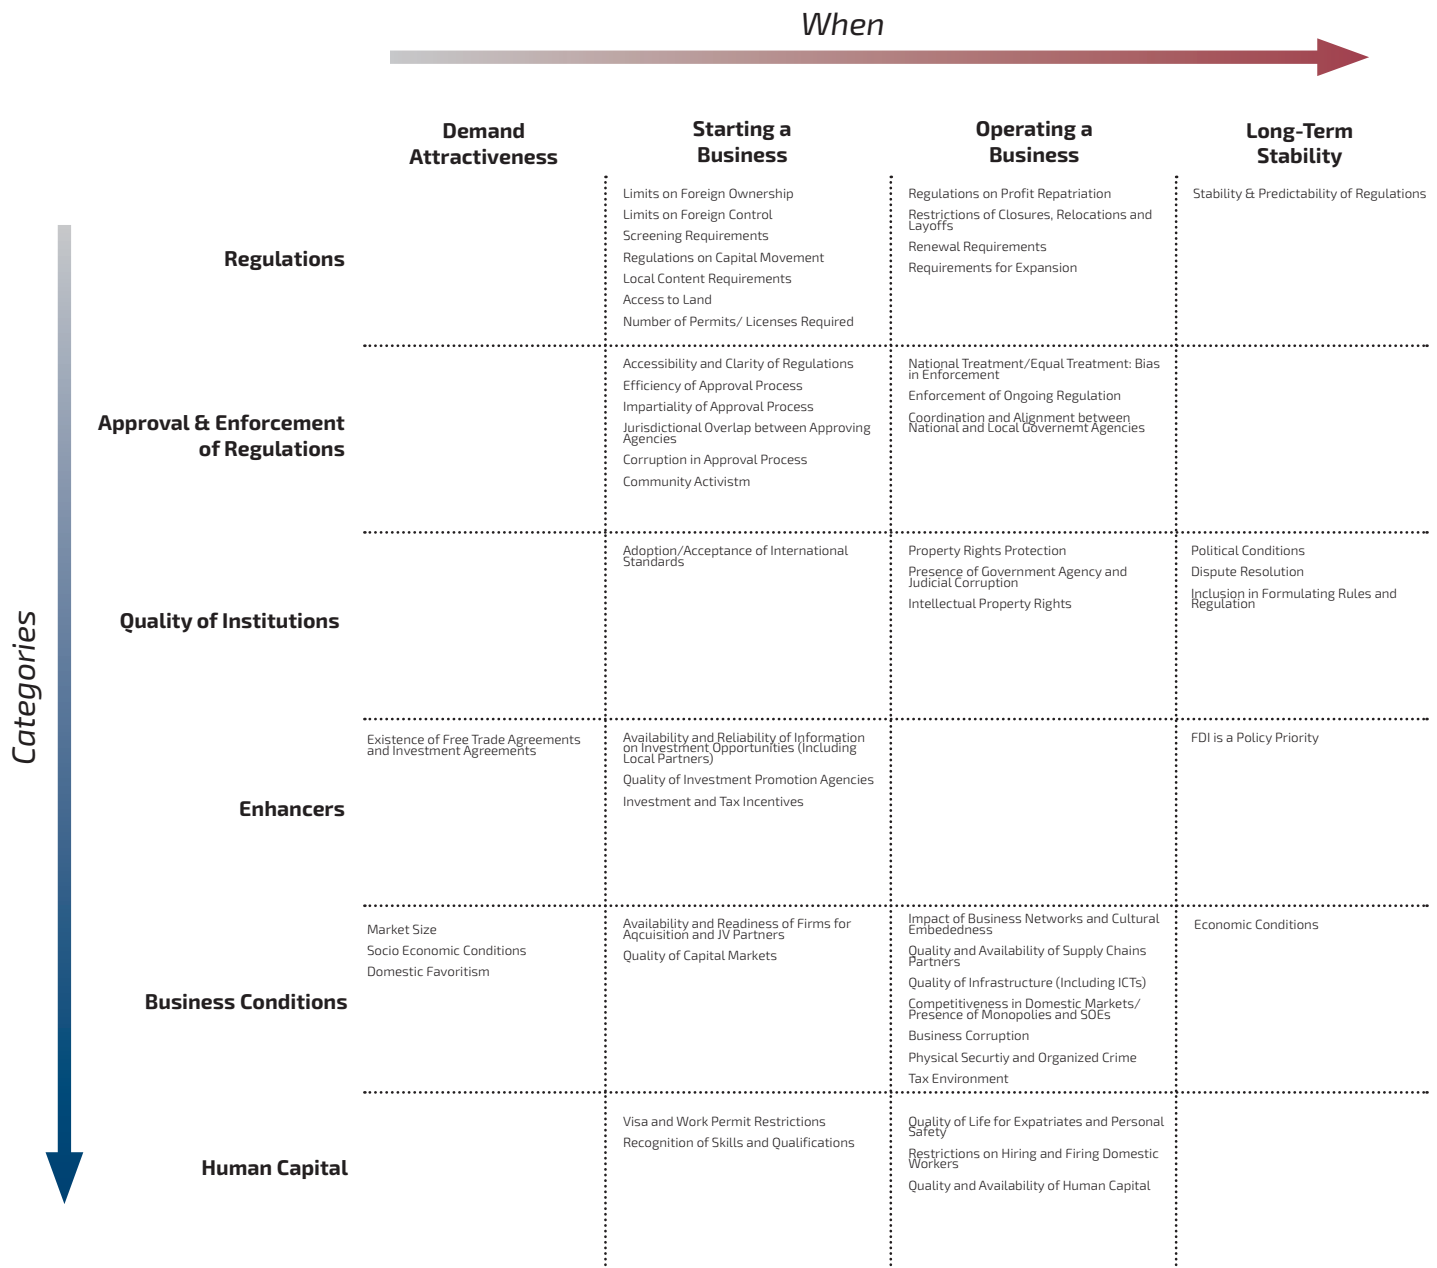 When
Demand
Attractiveness
Starting a
Business
Operating a
Business
Long-Term
Stability
Categories
Regulations
Limits on Foreign Ownership
Limits on Foreign Control
Screening Requirements
Regulations on Capital Movement
Local Content Requirements
Access to Land
Number of Permits/ Licenses Required
Regulations on Profit Repatriation
Restrictions of Closures, Relocations and
Layoffs
Renewal Requirements
Requirements for Expansion
Stability & Predictability of Regulations
Approval & Enforcement
of Regulations
Accessibility and Clarity of Regulations
Efficiency of Approval Process
Impartiality of Approval Process
Jurisdictional Overlap between Approving
Agencies
Corruption in Approval Process
Community Activistm
National Treatment/Equal Treatment: Bias
in Enforcement
Enforcement of Ongoing Regulation
Coordination and Alignment between
National and Local Governemt Agencies
Quality of Institutions
Adoption/Acceptance of International
Standards
Property Rights Protection
Presence of Government Agency and
Judicial Corruption
Intellectual Property Rights
Political Conditions
Dispute Resolution
Inclusion in Formulating Rules and
Regulation
Enhancers
Existence of Free Trade Agreements
and Investment Agreements
Availability and Reliability of Information
on Investment Opportunities (Including
Local Partners)
Quality of Investment Promotion Agencies
Investment and Tax Incentives
FDI is a Policy Priority
Business Conditions
Market Size
Socio Economic Conditions
Domestic Favoritism
Availability and Readiness of Firms for
Aqcuisition and JV Partners
Quality of Capital Markets
Impact of Business Networks and Cultural
Embededness
Quality and Availability of Supply Chains
Partners
Quality of Infrastructure (Including ICTs)
Competitiveness in Domestic Markets/
Presence of Monopolies and SOEs
Business Corruption
Physical Securtiy and Organized Crime
Tax Environment
Economic Conditions
Human Capital
Visa and Work Permit Restrictions
Recognition of Skills and Qualifications
Quality of Life for Expatriates and Personal
Safety
Restrictions on Hiring and Firing Domestic
Workers
Quality and Availability of Human Capital